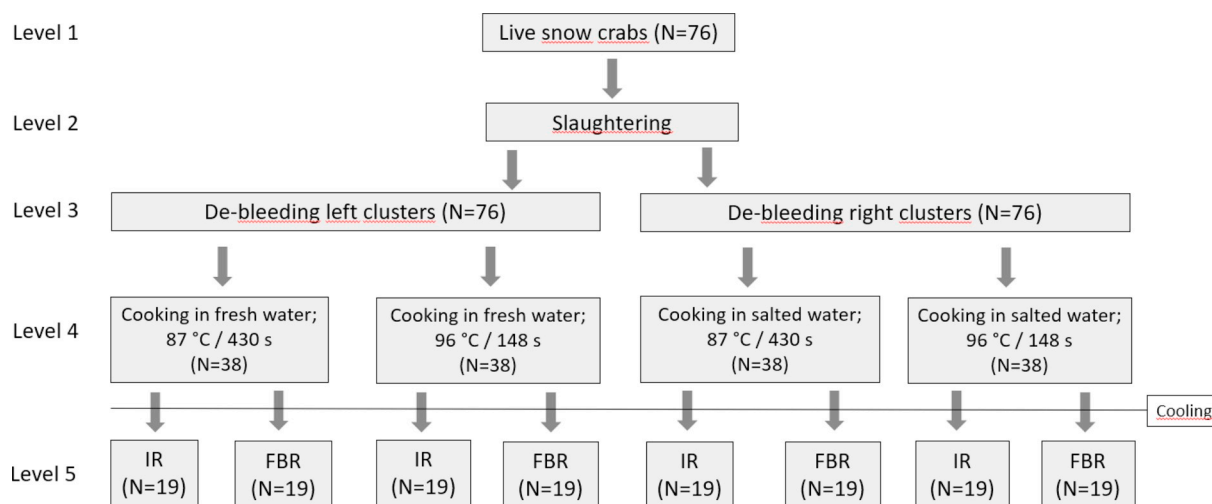 Level 1
Live snow crabs (N=76)
Level 2
Slaughtering
Level 3
De-bleeding left clusters (N=76)
De-bleeding right clusters (N=76)
Level 4
Cooking in fresh water;
87 °C / 430 s
(N=38)
Cooking in fresh water;
96 °C / 148 s
(N=38)
Cooking in salted water;
87 °C / 430 s
(N=38)
Cooking in salted water;
96 °C / 148 s
(N=38)
Cooling
Level 5
IR
(N=19)
FBR
(N=19)
IR
(N=19)
FBR
(N=19)
IR
(N=19)
FBR
(N=19)
IR
(N=19)
FBR
(N=19)